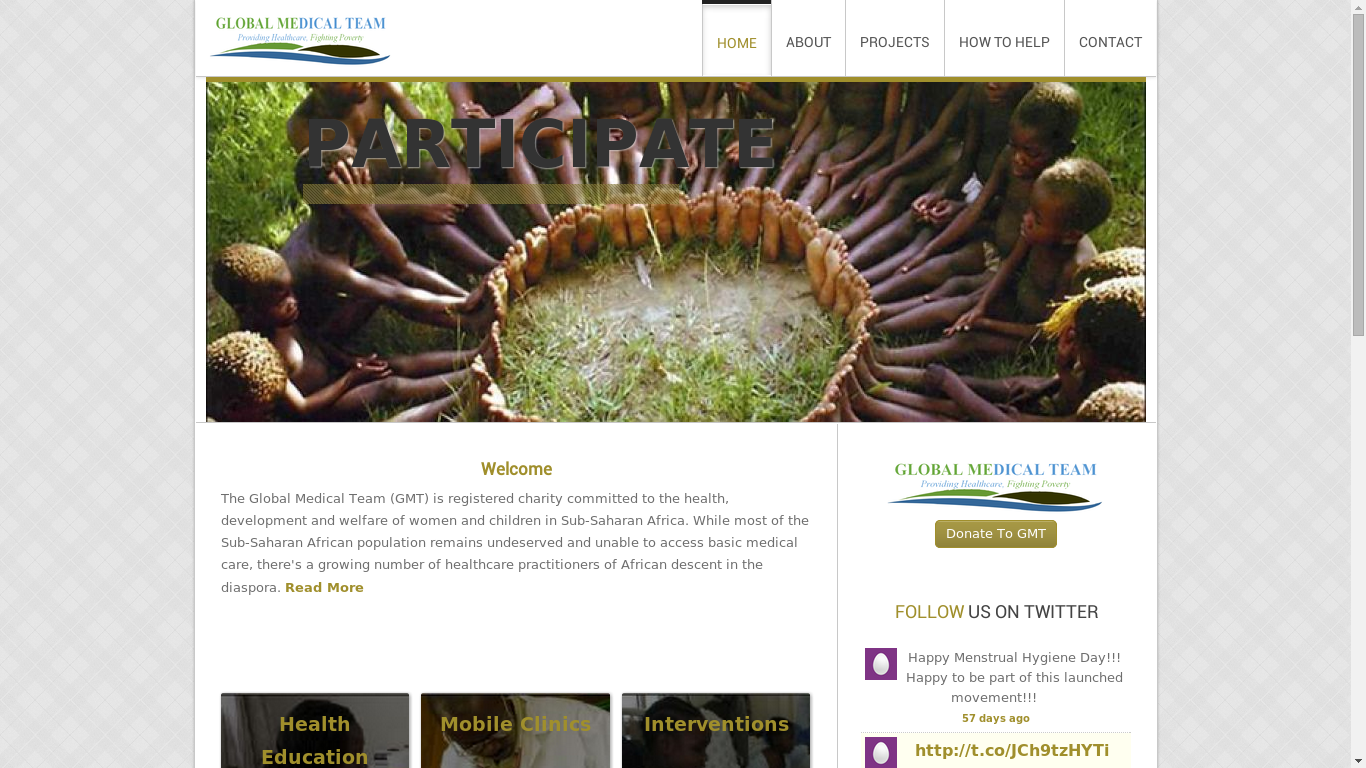 GLOBAL MEDICAL TEAM
Providing Healthcare, Fighting Poverty
HOME
ABOUT
PROJECTS
HOW TO HELP
CONTACT
PARTICIPATE
Welcome
The Global Medical Team (GMT) is registered charity committed to the health,
development and welfare of women and children in Sub-Saharan Africa. While most of the
Sub-Saharan African population remains undeserved and unable to access basic medical
care, there's a growing number of healthcare practitioners of African descent in the
diaspora. Read More
Health
Education
Mobile Clinics
Interventions
GLOBAL MEDICAL TEAM
Providing Healthcare, Fighting Poverty
Donate To GMT
FOLLOW US ON TWITTER
Happy Menstrual Hygiene Day!!!
Happy to be part of this launched
movement!!!
57 days ago
http://t.co/JCh9tzHYTi